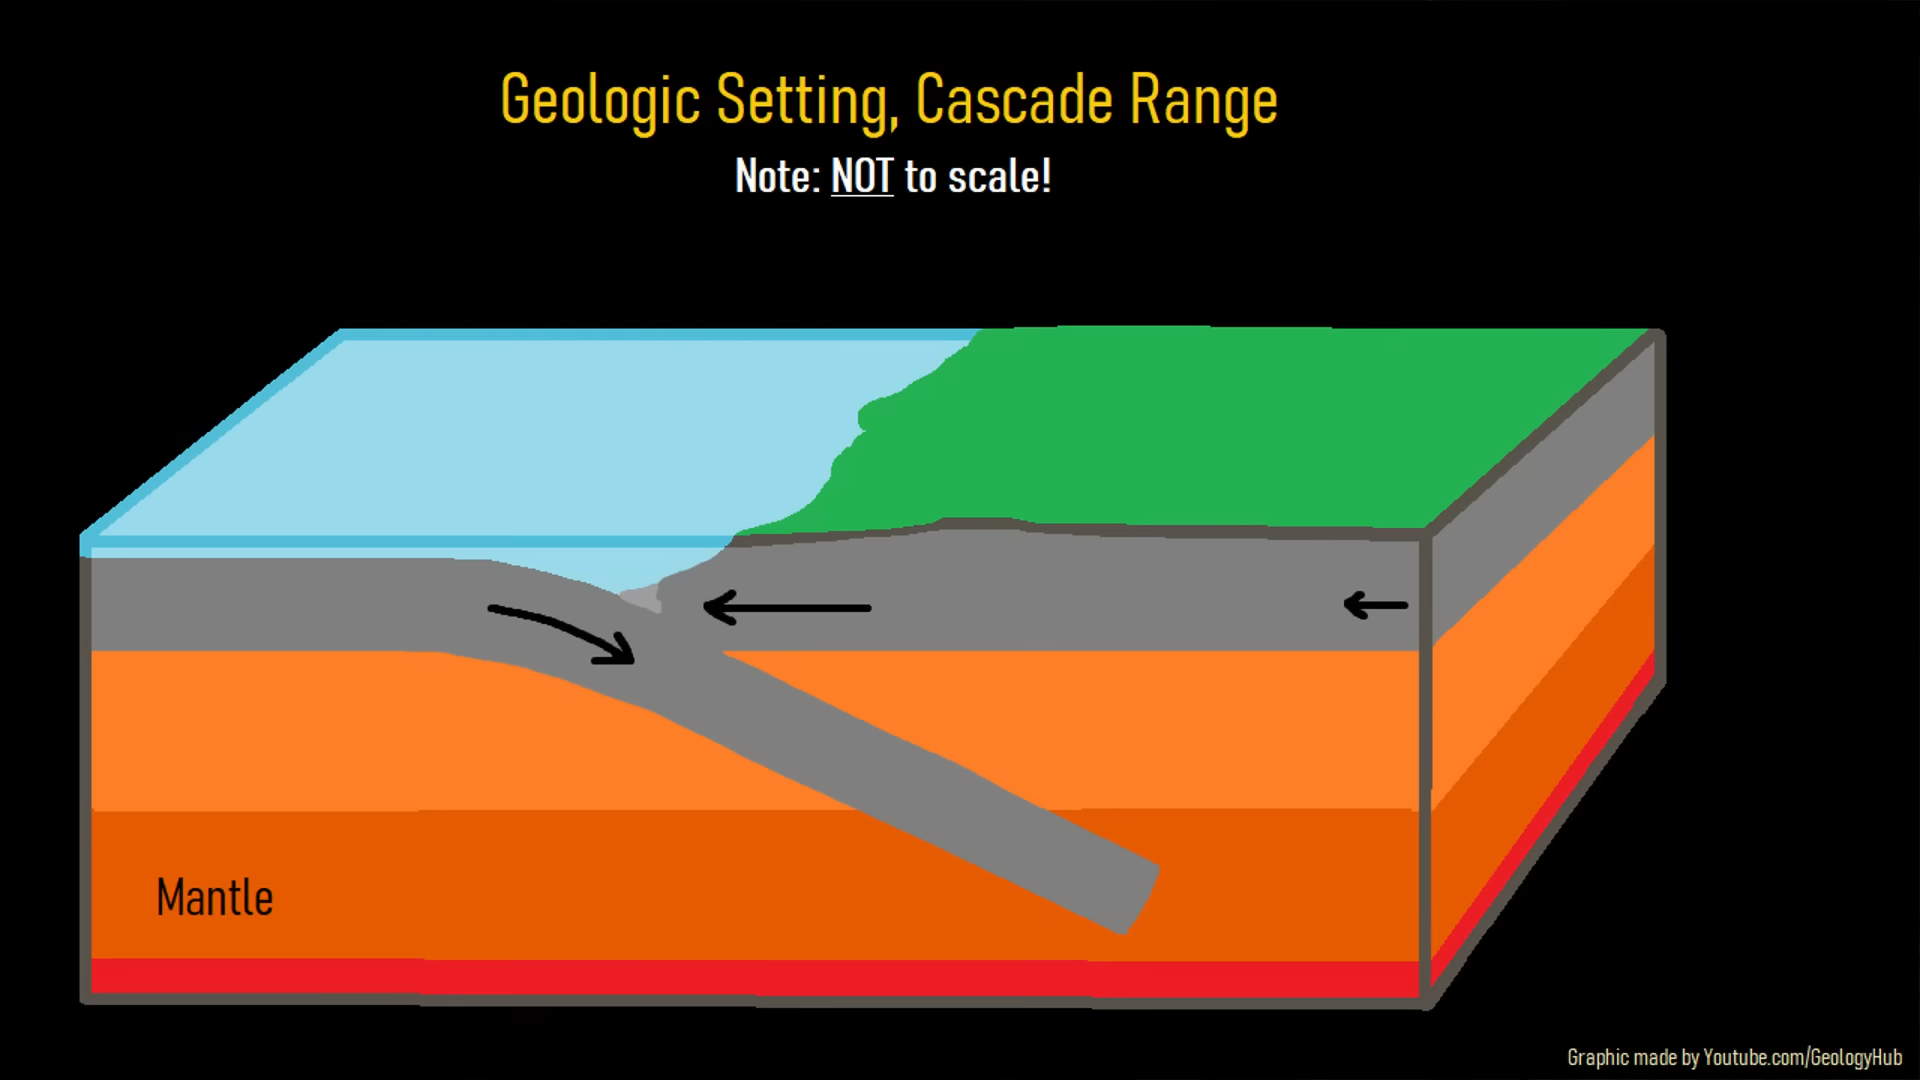 Geologic Setting, Cascade Range
Note: NOT to scale!
Mantle
Graphic made by Youtube.com/GeologyHub